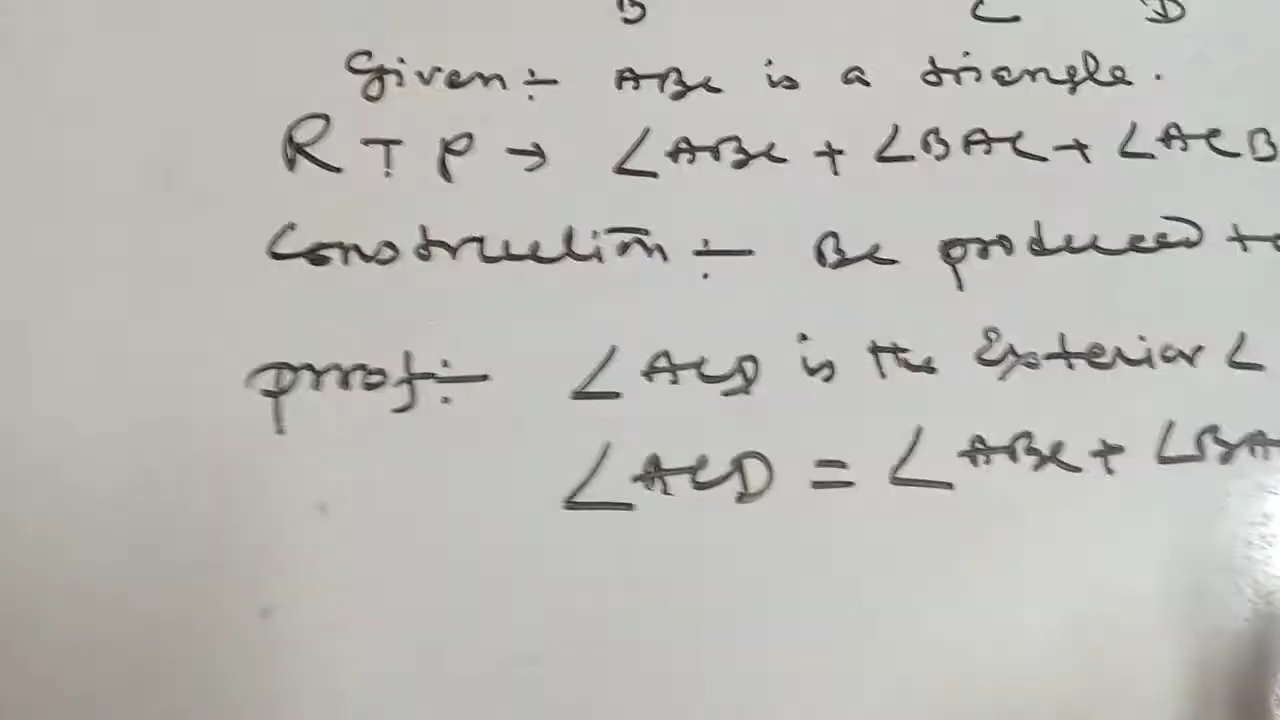 B C D
Given :- ABC is a triangle.
RTP → ∠ABC + ∠BAC + ∠ACB
Construction :- BC produced to
proof :- ∠ACD is the Exterior ∠
∠ACD = ∠ABC + ∠BA